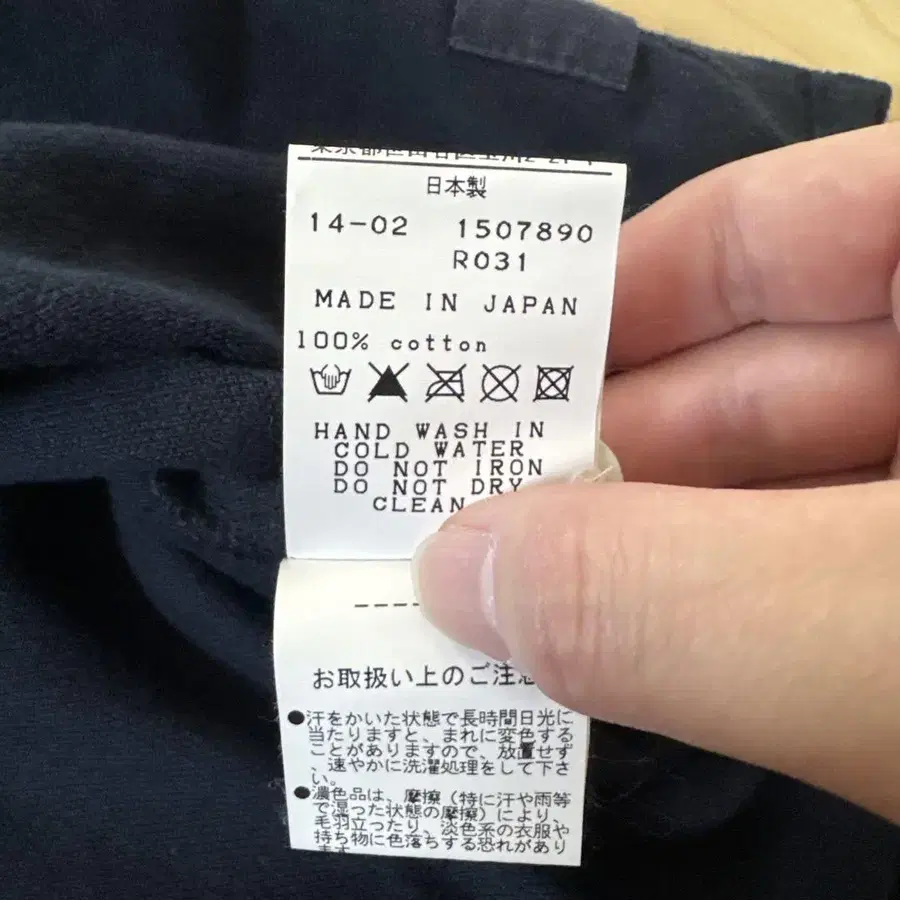 日本製
14-02 1507890
R031
MADE IN JAPAN
100% cotton
HAND WASH IN
COLD WATER
DO NOT IRON
DO NOT DRY
CLEAN
お取扱い上のご注意
●汗をかいた状態で長時間日光に
当たりますと、まれに変色する
ことがありますので、放置せず
、速やかに洗濯処理をして下さ
い。
●濃色品は、摩擦（特に汗や雨等
で湿った状態の摩擦）により、
毛羽立ったり、淡色系の衣服や
持ち物に色落ちする恐れがあり
ます